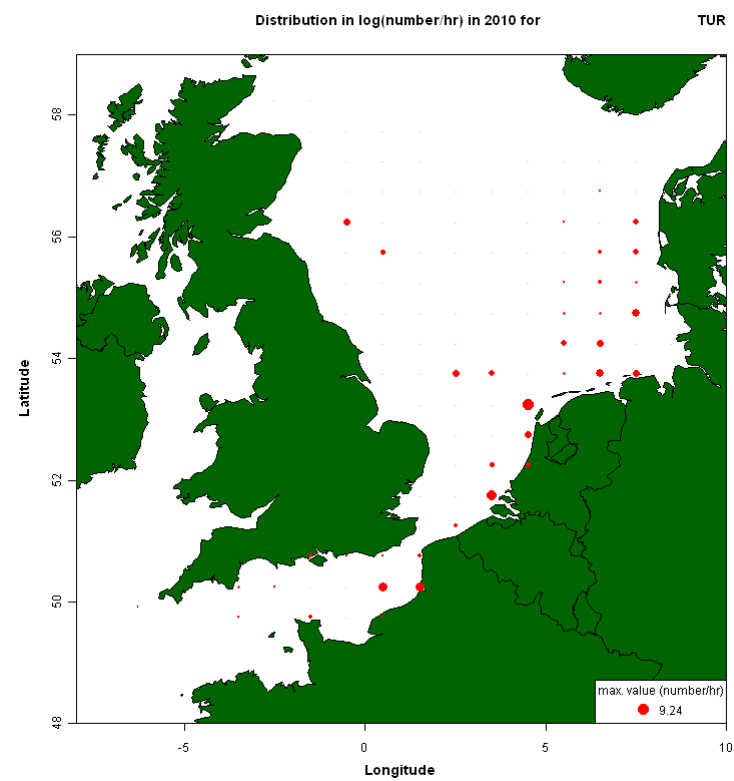 Distribution in log(number/hr) in 2010 for TUR
58
56
54
52
50
48
Latitude
-5 0 5 10
Longitude
max. value (number/hr)
9.24